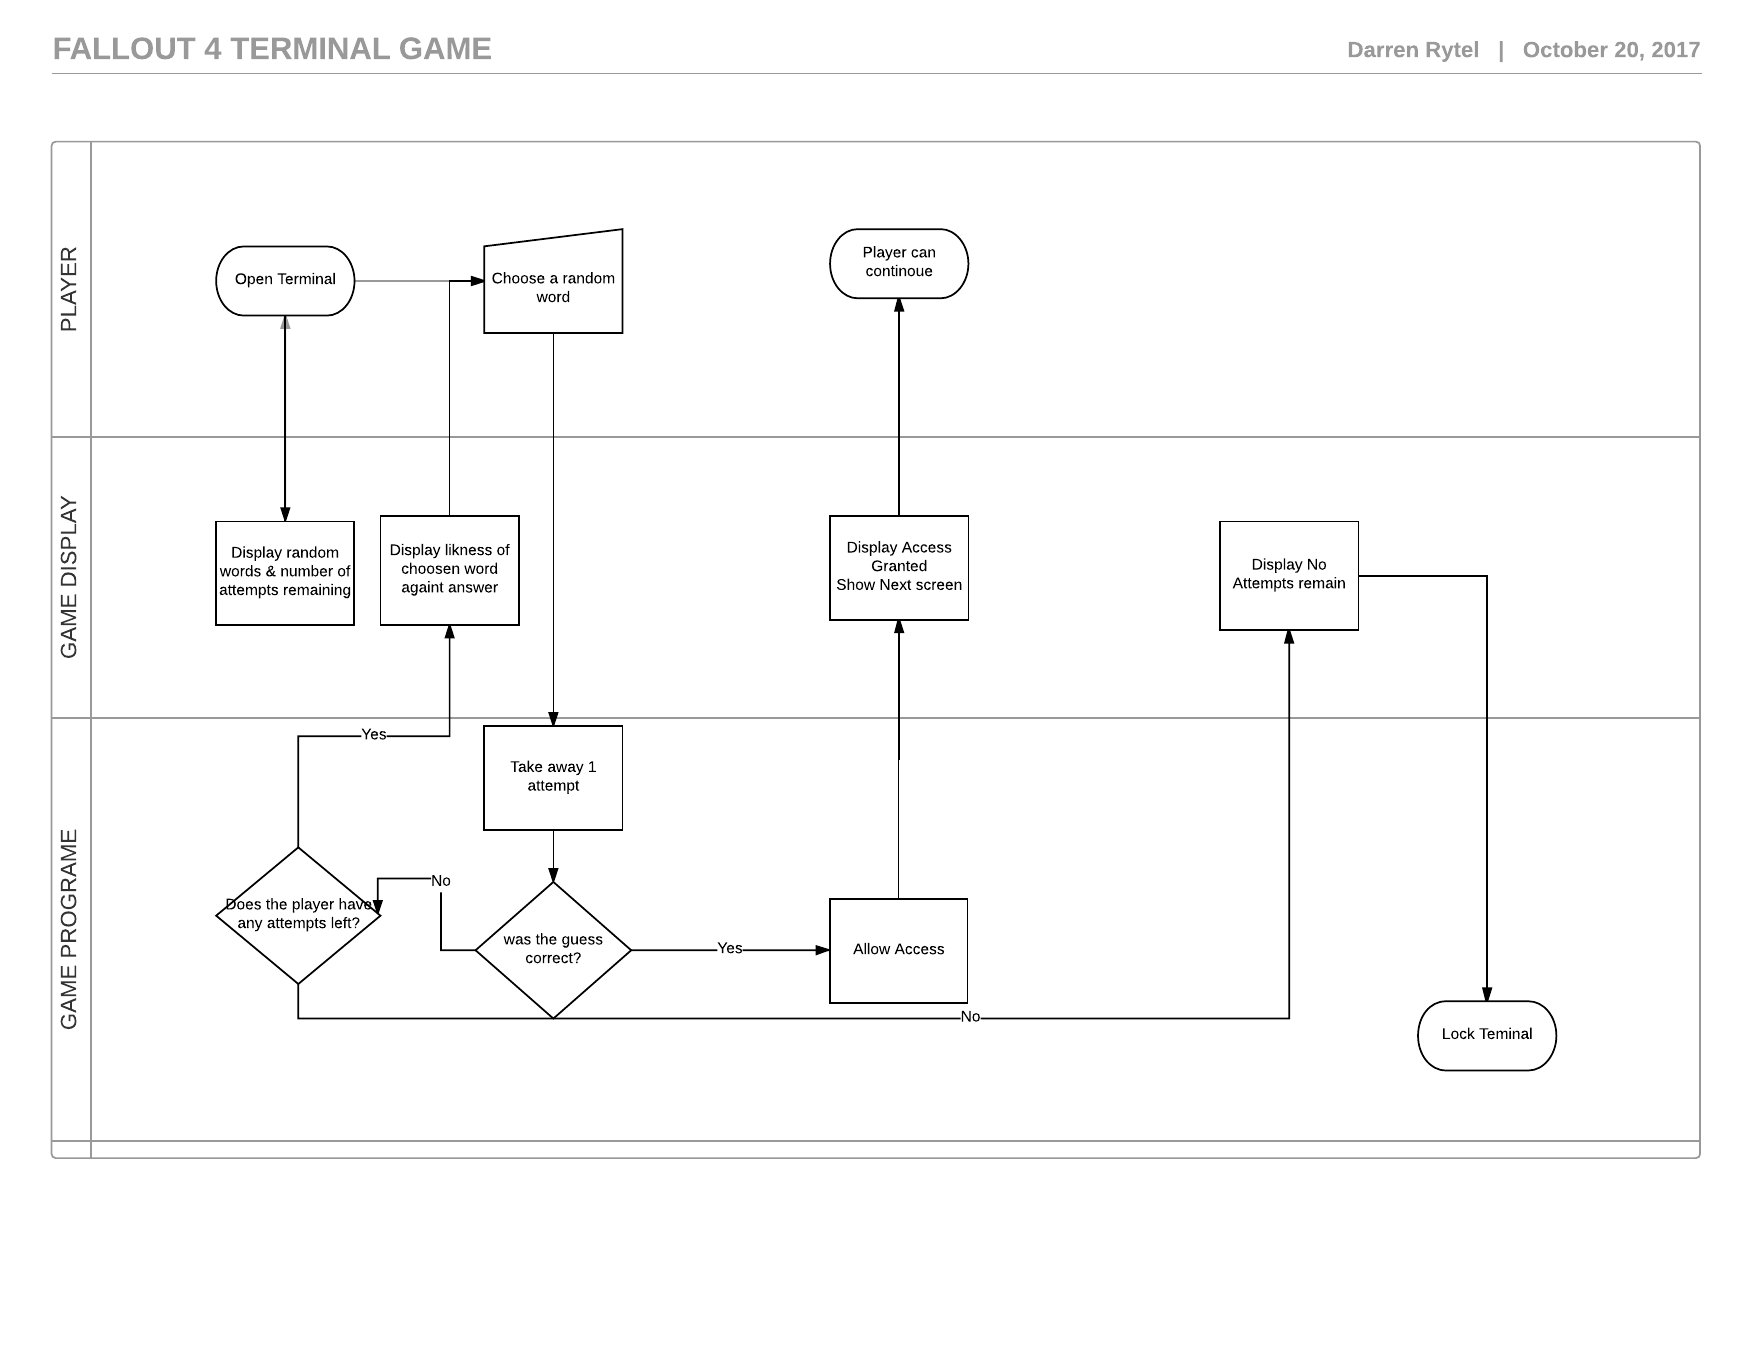 FALLOUT 4 TERMINAL GAME
Darren Rytel | October 20, 2017
PLAYER
Open Terminal
Choose a random
word
Player can
continoue
GAME DISPLAY
Display random
words & number of
attempts remaining
Display likness of
choosen word
againt answer
Display Access
Granted
Show Next screen
Display No
Attempts remain
GAME PROGRAME
Yes
Take away 1
attempt
No
Does the player have
any attempts left?
was the guess
correct?
Yes
Allow Access
No
Lock Teminal